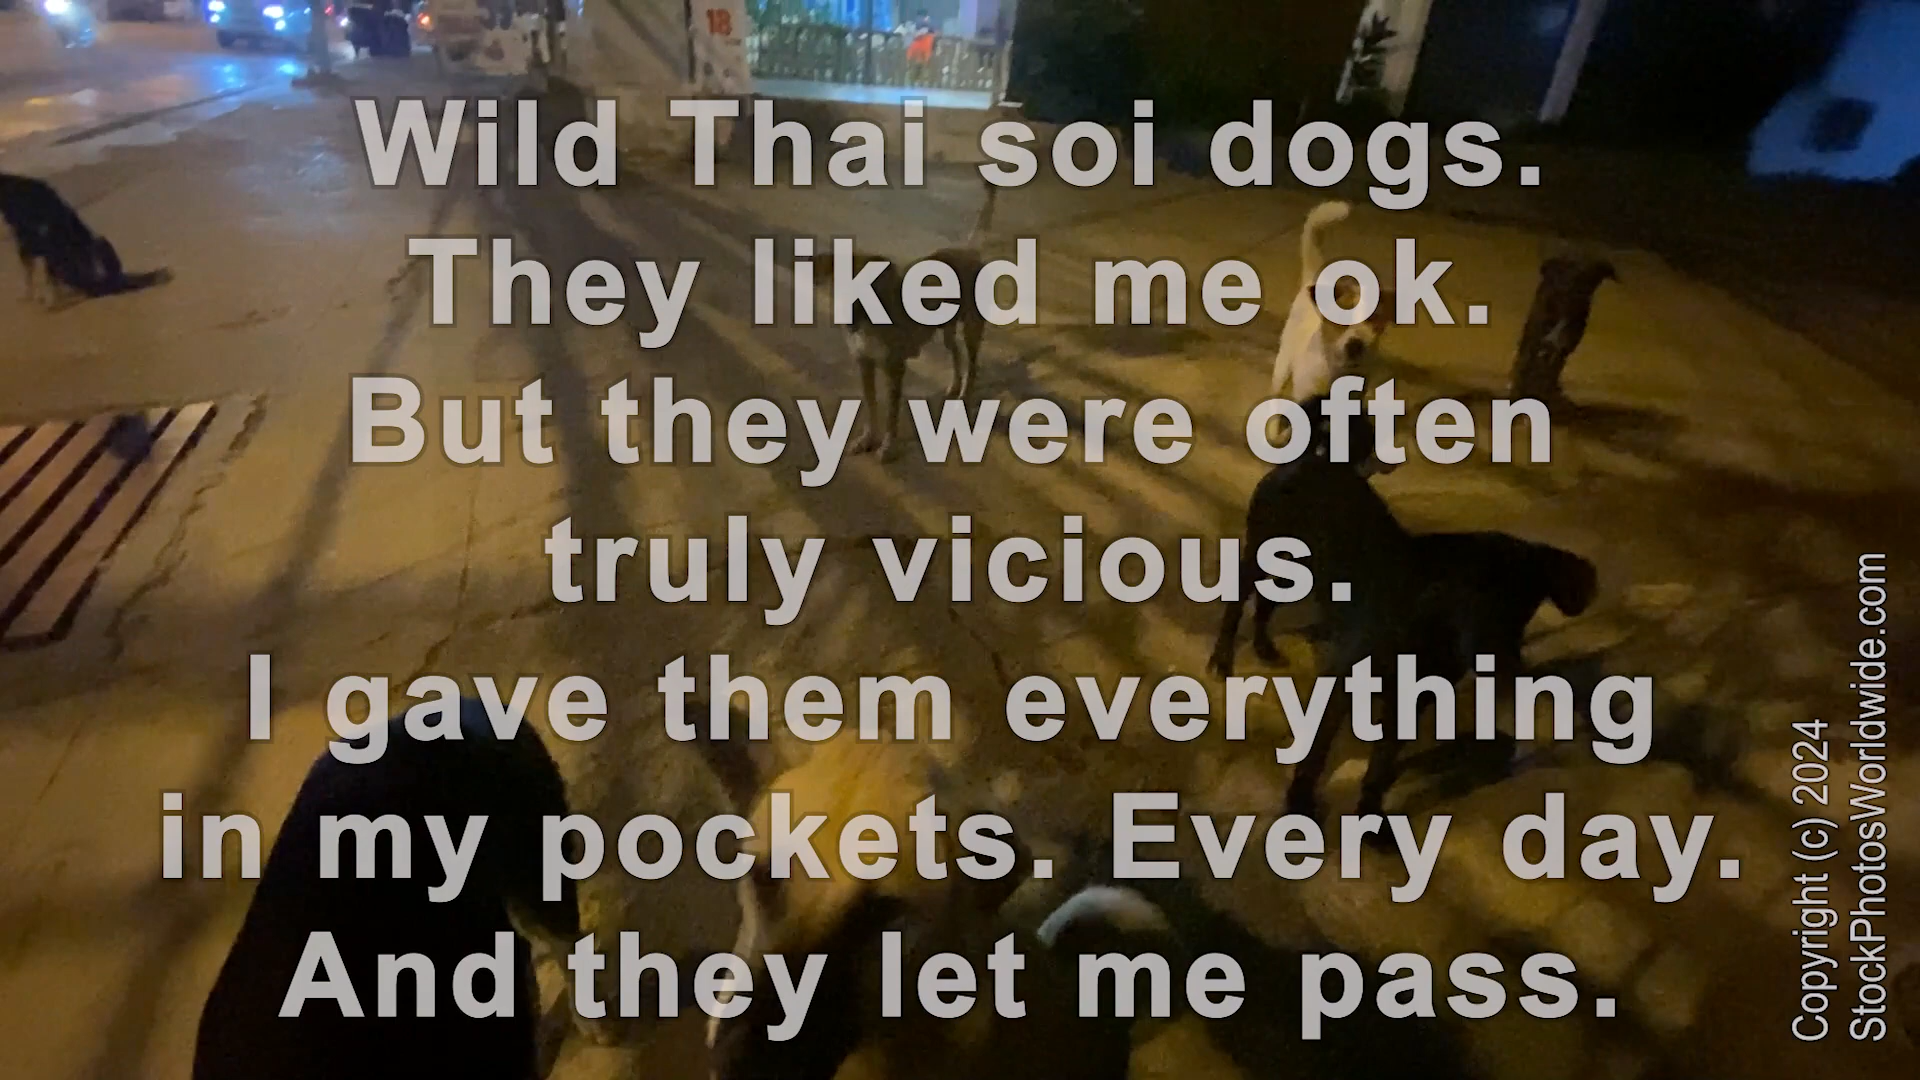 18
Wild Thai soi dogs.
They liked me ok.
But they were often
truly vicious.
I gave them everything
in my pockets. Every day.
And they let me pass.
Copyright (c) 2024
StockPhotosWorldwide.com